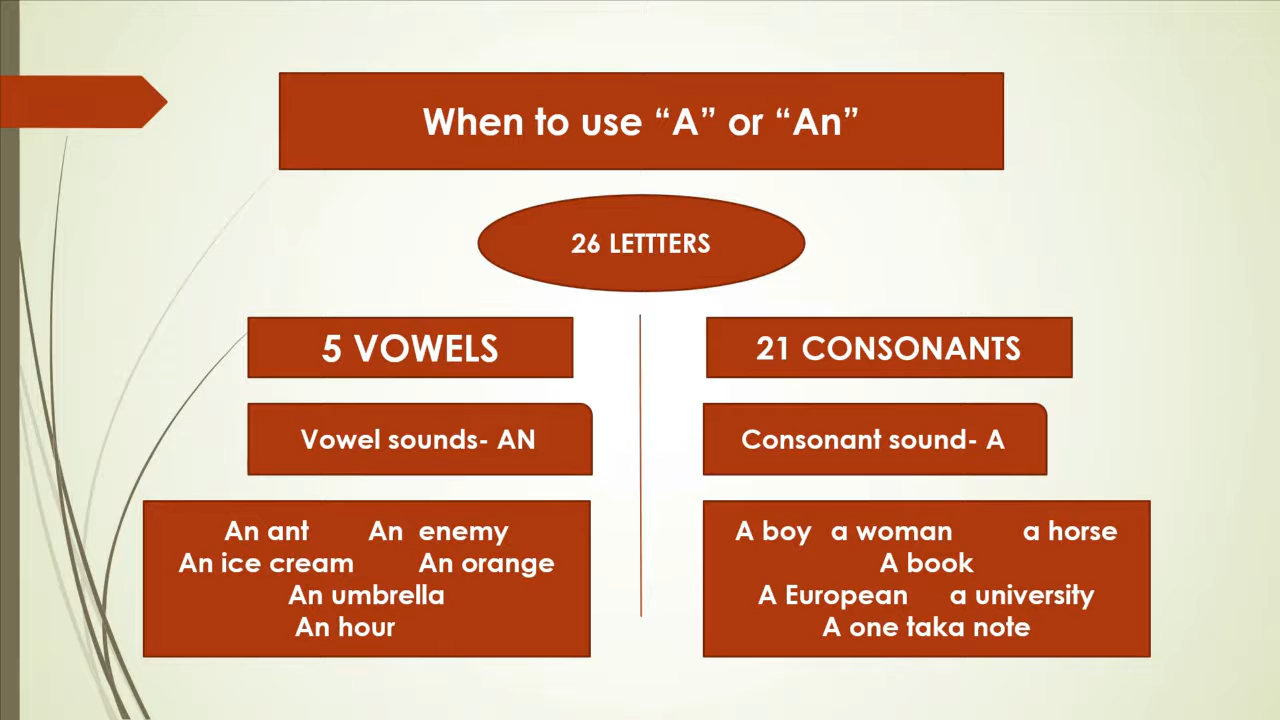 When to use “A” or “An”
26 LETTTERS
5 VOWELS
21 CONSONANTS
Vowel sounds- AN
Consonant sound- A
An ant An enemy
An ice cream An orange
An umbrella
An hour
A boy a woman a horse
A book
A European a university
A one taka note